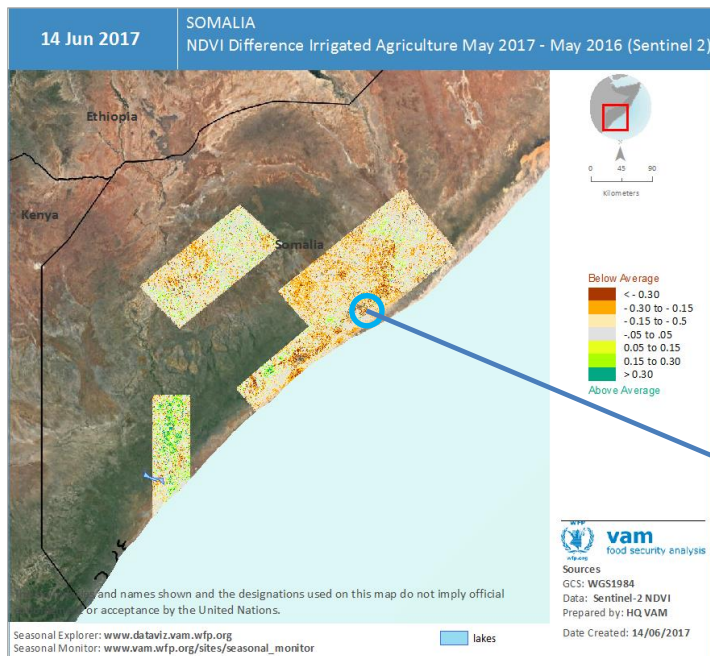 14 Jun 2017
SOMALIA
NDVI Difference Irrigated Agriculture May 2017 - May 2016 (Sentinel 2)
Ethiopia
Kenya
Somalia
0 45 90
Kilometers
Below Average
< - 0.30
- 0.30 to - 0.15
- 0.15 to - 0.5
-.05 to .05
0.05 to 0.15
0.15 to 0.30
> 0.30
Above Average
and names shown and the designations used on this map do not imply official
or acceptance by the United Nations.
WFP
wfp.org
vam
food security analysis
Sources
GCS: WGS1984
Data: Sentinel-2 NDVI
Prepared by: HQ VAM
Date Created: 14/06/2017
Seasonal Explorer: www.dataviz.vam.wfp.org
Seasonal Monitor: www.vam.wfp.org/sites/seasonal_monitor
lakes